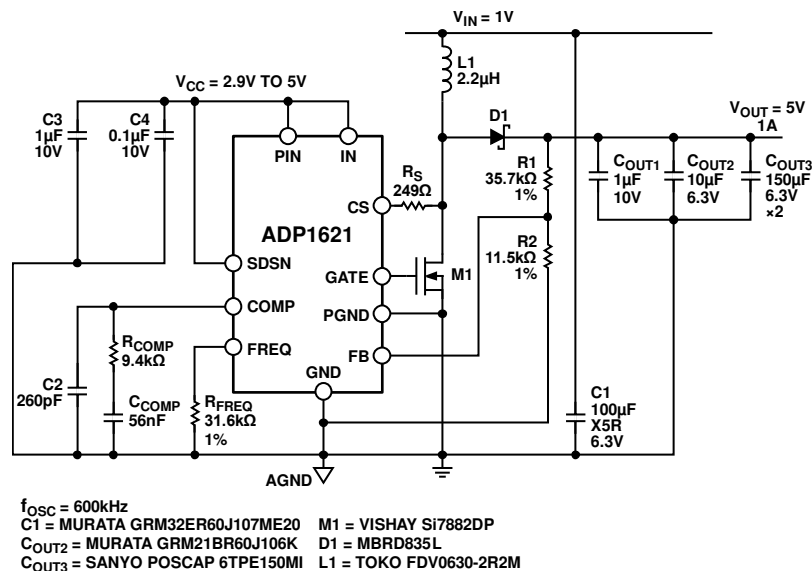 VIN = 1V
L1
2.2µH
VCC = 2.9V TO 5V
C3
1µF
10V
C4
0.1µF
10V
PIN
IN
D1
VOUT = 5V
1A
RS
249Ω
R1
35.7kΩ
1%
COUT1
1µF
10V
COUT2
10µF
6.3V
COUT3
150µF
6.3V
×2
CS
ADP1621
R2
11.5kΩ
1%
SDSN
GATE
M1
COMP
PGND
RCOMP
9.4kΩ
FREQ
FB
GND
C2
260pF
CCOMP
56nF
RFREQ
31.6kΩ
1%
C1
100µF
X5R
6.3V
AGND
fOSC = 600kHz
C1 = MURATA GRM32ER60J107ME20 M1 = VISHAY Si7882DP
COUT2 = MURATA GRM21BR60J106K D1 = MBRD835L
COUT3 = SANYO POSCAP 6TPE150MI L1 = TOKO FDV0630-2R2M